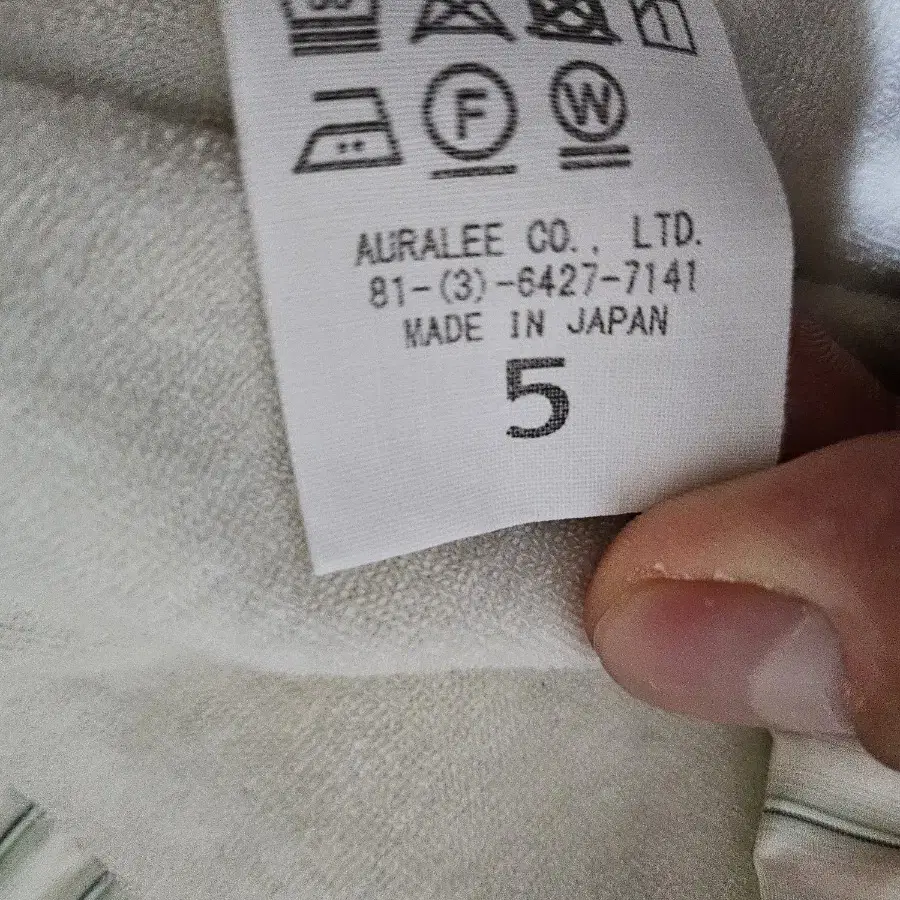 F W
AURALEE CO., LTD.
81-(3)-6427-7141
MADE IN JAPAN
5